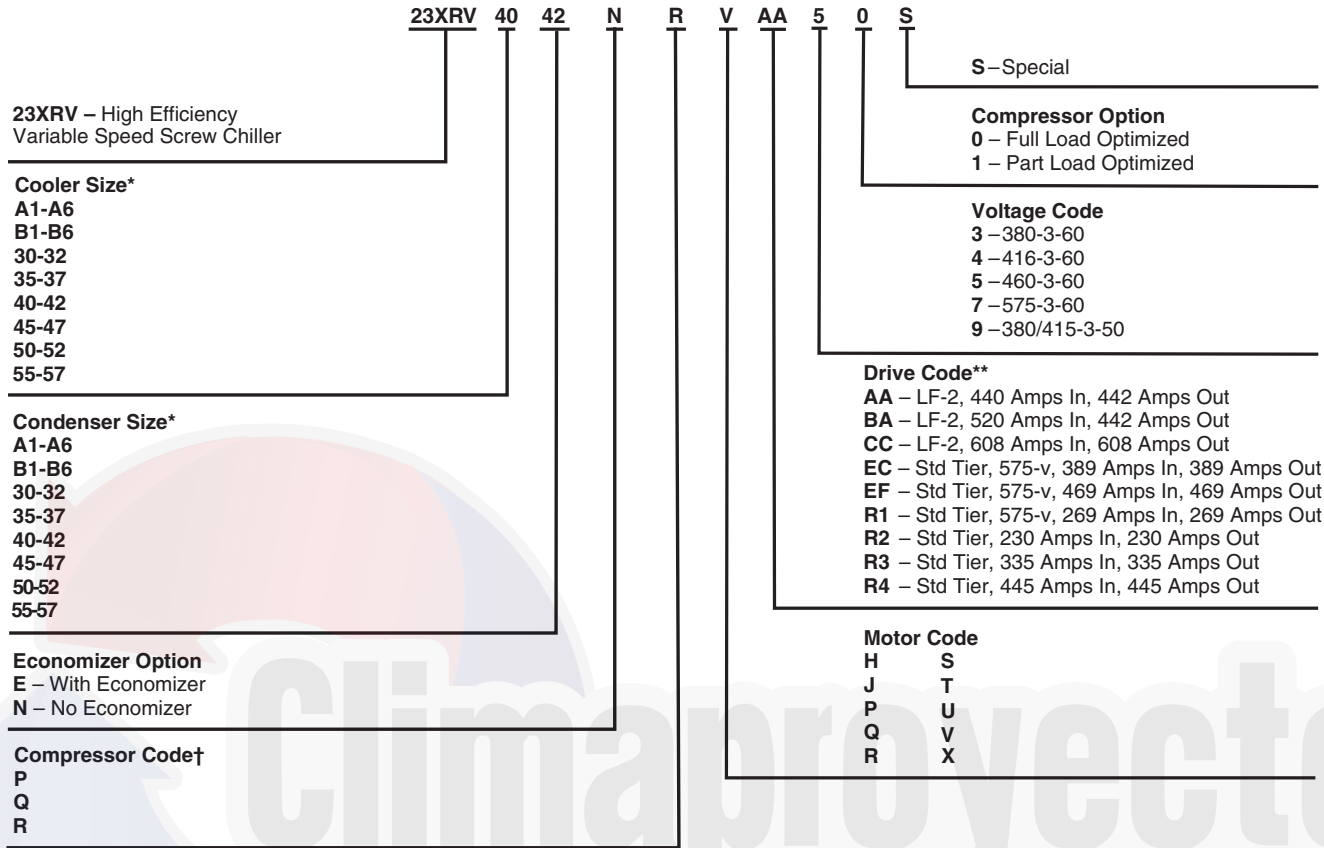 23XRV 40 42 N R V AA 5 0 S
23XRV – High Efficiency
Variable Speed Screw Chiller
Cooler Size*
A1-A6
B1-B6
30-32
35-37
40-42
45-47
50-52
55-57
Condenser Size*
A1-A6
B1-B6
30-32
35-37
40-42
45-47
50-52
55-57
Economizer Option
E – With Economizer
N – No Economizer
Compressor Code†
P
Q
R
S–Special
Compressor Option
0 – Full Load Optimized
1 – Part Load Optimized
Voltage Code
3 –380-3-60
4 –416-3-60
5 –460-3-60
7 –575-3-60
9 –380/415-3-50
Drive Code**
AA – LF-2, 440 Amps In, 442 Amps Out
BA – LF-2, 520 Amps In, 442 Amps Out
CC – LF-2, 608 Amps In, 608 Amps Out
EC – Std Tier, 575-v, 389 Amps In, 389 Amps Out
EF – Std Tier, 575-v, 469 Amps In, 469 Amps Out
R1 – Std Tier, 575-v, 269 Amps In, 269 Amps Out
R2 – Std Tier, 230 Amps In, 230 Amps Out
R3 – Std Tier, 335 Amps In, 335 Amps Out
R4 – Std Tier, 445 Amps In, 445 Amps Out
Motor Code
H S
J T
P U
Q V
R X
Climaproyecto